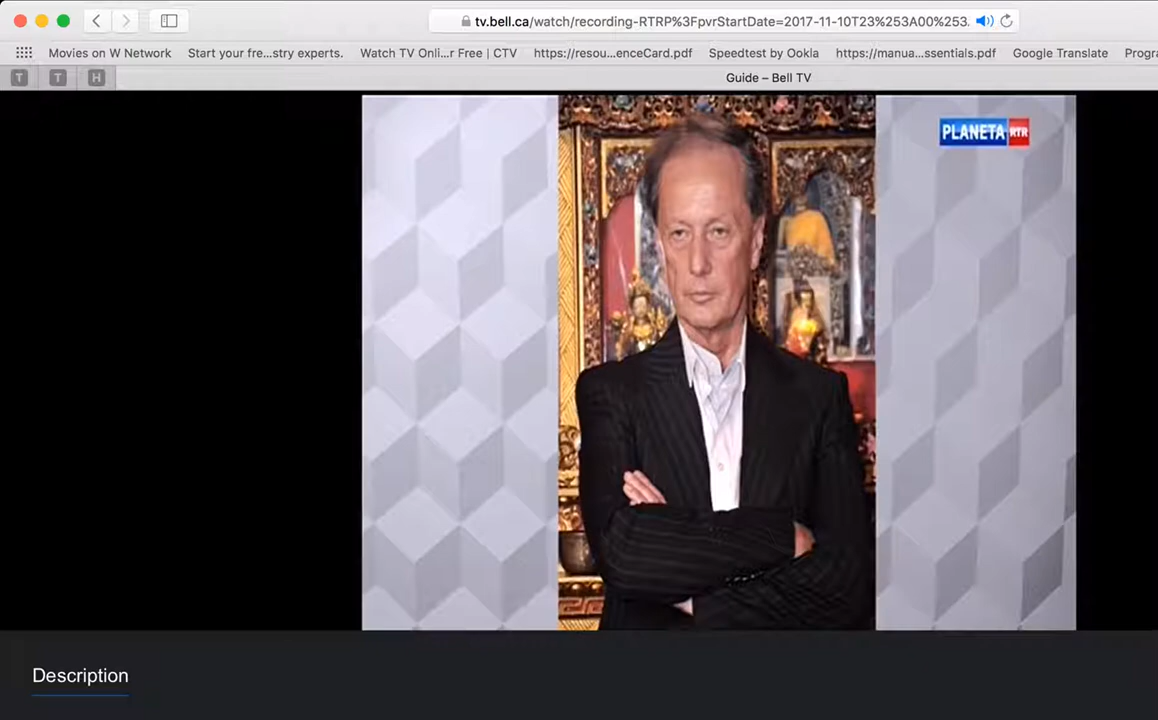 tv.bell.ca/watch/recording-RTRP%3FpvrStartDate=2017-11-10T23%253A00%253.
Movies on W Network Start your fre...stry experts. Watch TV Onli...r Free | CTV https://resou...enceCard.pdf Speedtest by Ookla https://manua...ssentials.pdf Google Translate Progra
T T H Guide – Bell TV
PLANETA RTR
Description